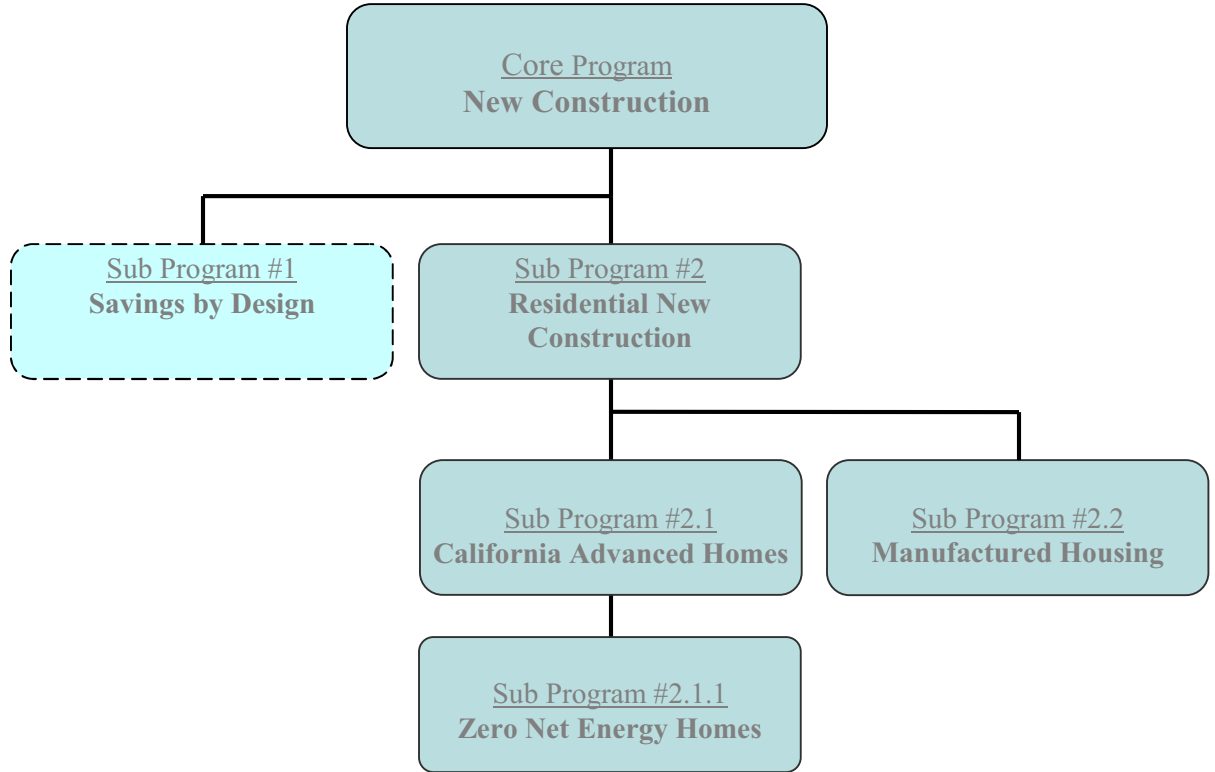 Core Program
New Construction
Sub Program #1
Savings by Design
Sub Program #2
Residential New
Construction
Sub Program #2.1
California Advanced Homes
Sub Program #2.2
Manufactured Housing
Sub Program #2.1.1
Zero Net Energy Homes